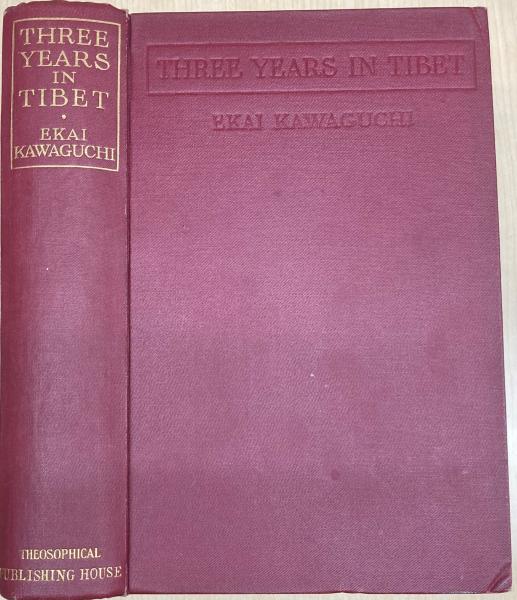 THREE
YEARS
IN
TIBET
•
EKAI
KAWAGUCHI
THEOSOPHICAL
PUBLISHING HOUSE
THREE YEARS IN TIBET
EKAI KAWAGUCHI